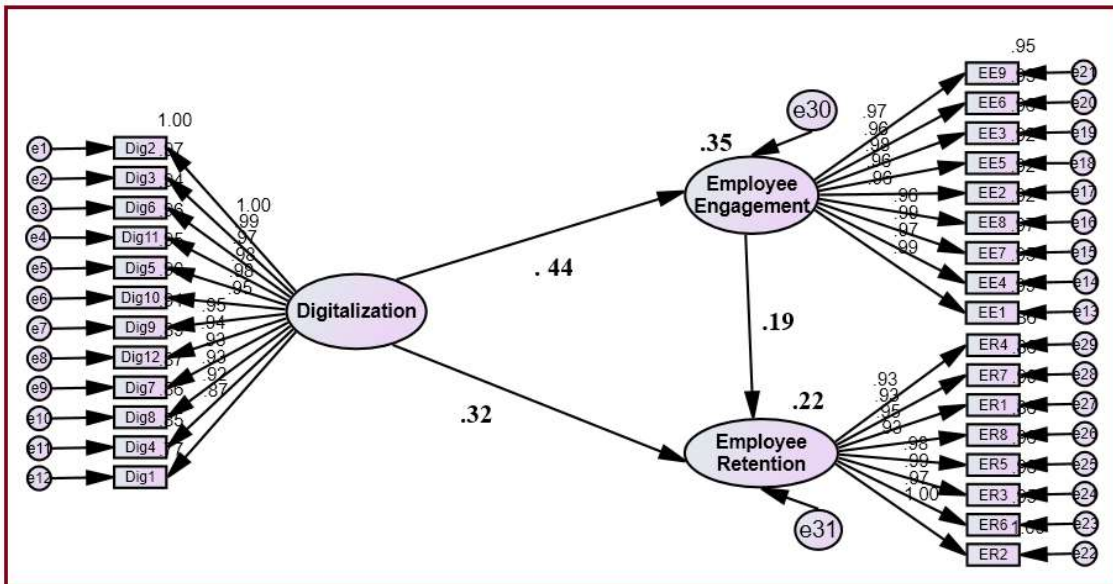 .95
EE9
e21
EE6
e20
EE3
e19
EE5
e18
EE2
e17
EE8
e16
EE7
e15
EE4
e14
EE1
e13
.97
.96
.98
.96
.96
.96
.99
.97
.99
e30
.35
Employee
Engagement
1.00
e1
Dig2
e2
Dig3
e3
Dig6
e4
Dig11
e5
Dig5
e6
Dig10
e7
Dig9
e8
Dig12
e9
Dig7
e10
Dig8
e11
Dig4
e12
Dig1
1.00
.99
.97
.98
.98
.95
.95
.94
.93
.93
.92
.87
Digitalization
. 44
.19
.32
.22
Employee
Retention
e31
.93
.93
.95
.93
.98
.99
.97
1.00
ER4
e29
ER7
e28
ER1
e27
ER8
e26
ER5
e25
ER3
e24
ER6
e23
ER2
e22